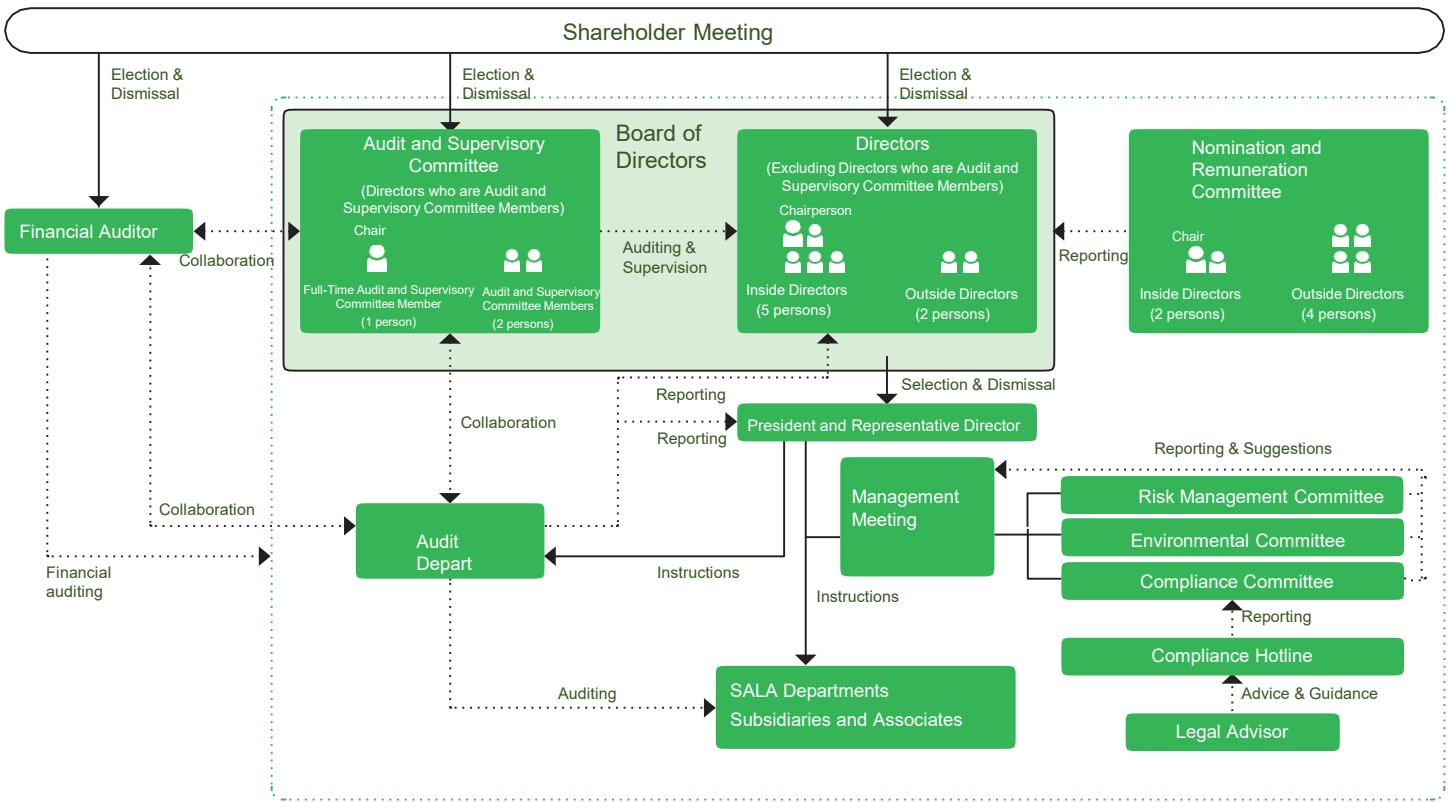 Shareholder Meeting
Election &
Dismissal
Election &
Dismissal
Election &
Dismissal
Board of
Directors
Audit and Supervisory
Committee
(Directors who are Audit and
Supervisory Committee Members)
Chair
Full-Time Audit and Supervisory
Committee Member
(1 person)
Audit and Supervisory
Committee Members
(2 persons)
Auditing &
Supervision
Directors
(Excluding Directors who are Audit and
Supervisory Committee Members)
Chairperson
Inside Directors
(5 persons)
Outside Directors
(2 persons)
Nomination and
Remuneration
Committee
Chair
Inside Directors
(2 persons)
Outside Directors
(4 persons)
Reporting
Financial Auditor
Collaboration
Selection & Dismissal
Reporting
Reporting
Collaboration
President and Representative Director
Reporting & Suggestions
Management
Meeting
Risk Management Committee
Environmental Committee
Compliance Committee
Collaboration
Audit
Depart
Financial
auditing
Instructions
Instructions
Reporting
Compliance Hotline
Advice & Guidance
Legal Advisor
Auditing
SALA Departments
Subsidiaries and Associates